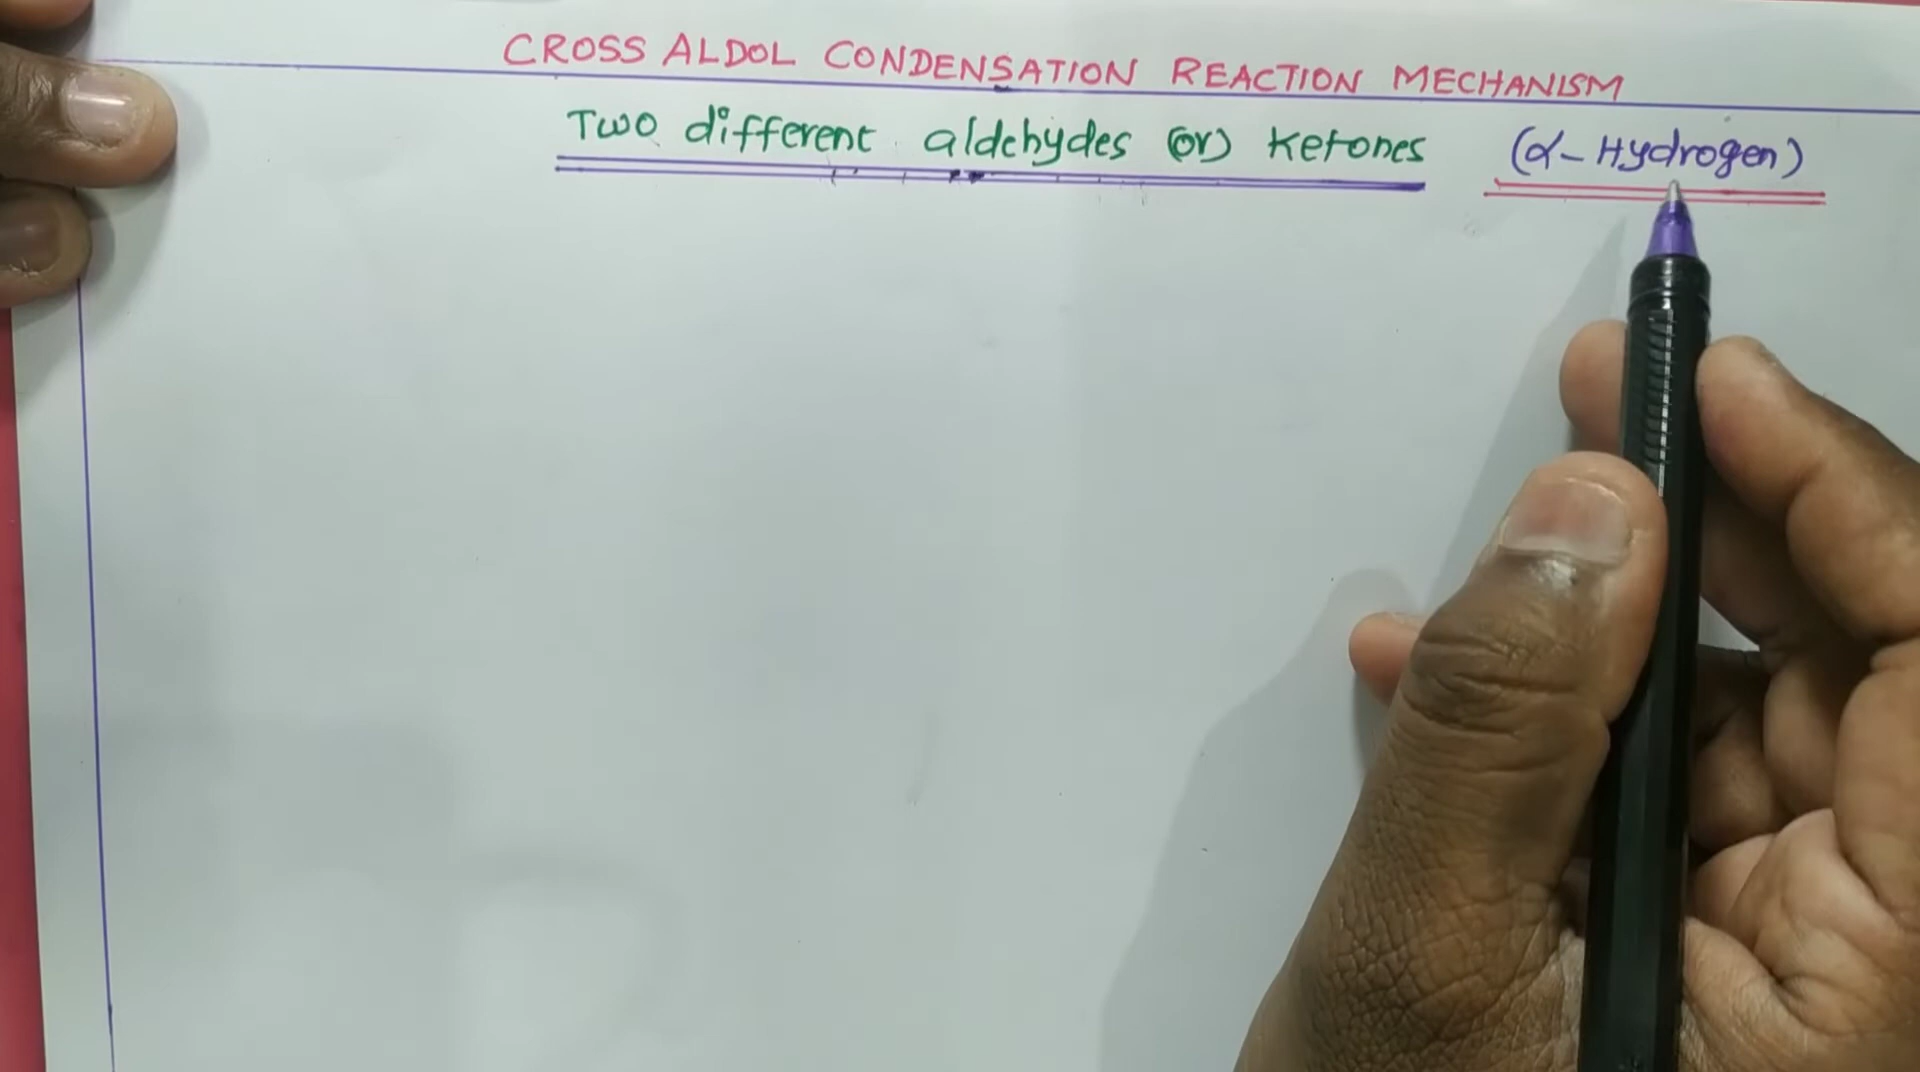 CROSS ALDOL CONDENSATION REACTION MECHANISM
Two different aldehydes (or) Ketones (α-Hydrogen)